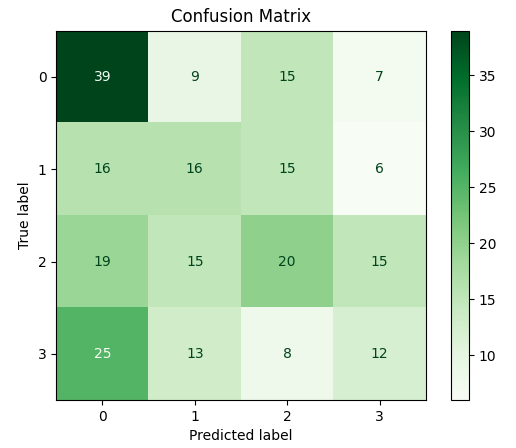 Confusion Matrix
True label
0 39 9 15 7
1 16 16 15 6
2 19 15 20 15
3 25 13 8 12
0 1 2 3
Predicted label
35
30
25
20
15
10